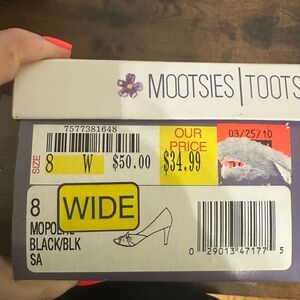 MOOTSIES | TOOTS
7577381648
SIZE 8 W $50.00
OUR PRICE
$34.99
03/25/10
8 WIDE
BLACK/BLK
SA
0 29013 47177 5